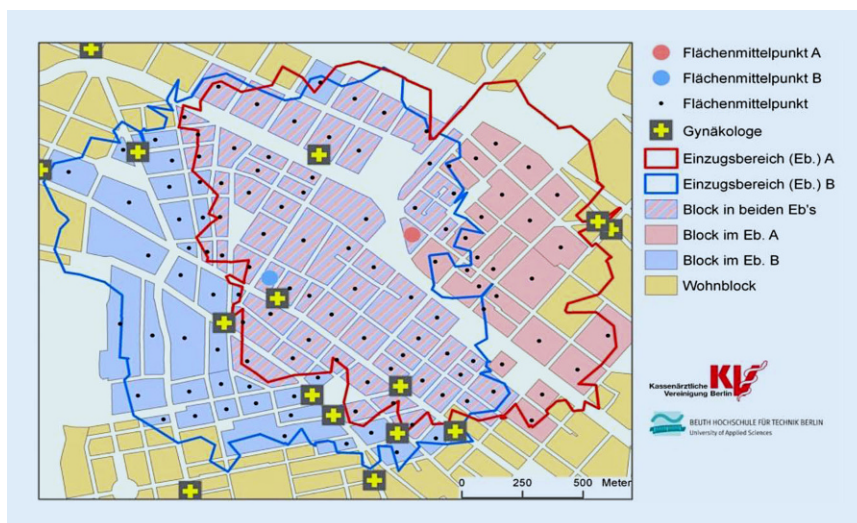 Flächenmittelpunkt A
Flächenmittelpunkt B
Flächenmittelpunkt
Gynäkologe
Einzugsbereich (Eb.) A
Einzugsbereich (Eb.) B
Block in beiden Eb's
Block im Eb. A
Block im Eb. B
Wohnblock
Kassenärztliche
Vereinigung Berlin
KV
BEUTH HOCHSCHULE FÜR TECHNIK BERLIN
University of Applied Sciences
0 250 500 Meter